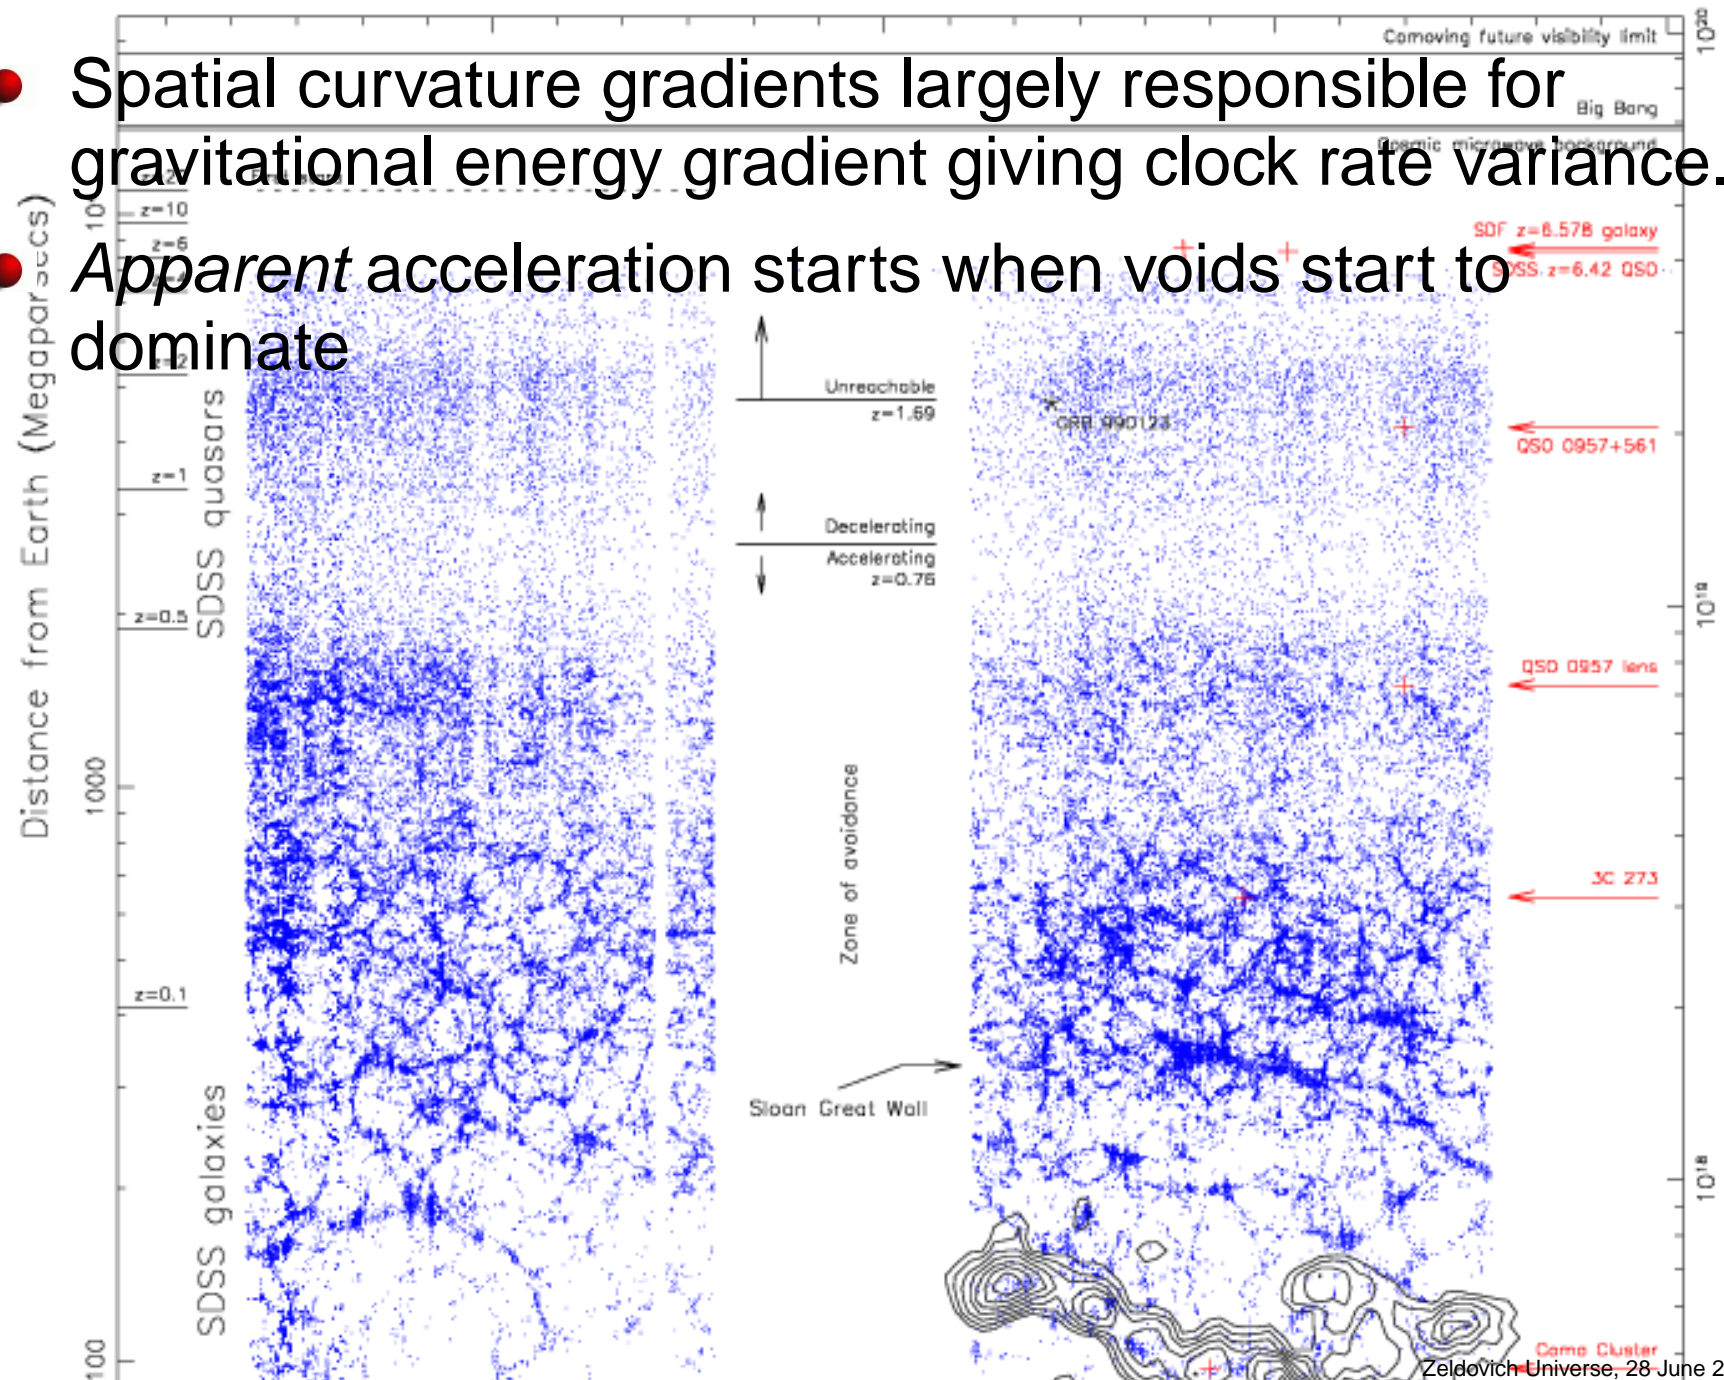 Comoving future visibility limit
10²⁰
Spatial curvature gradients largely responsible for
Big Bang
Cosmic microwave background
gravitational energy gradient giving clock rate variance.
z=10
z=6
SDF z=6.578 galaxy
Apparent acceleration starts when voids start to
SDSS z=6.42 QSO
dominate
z=2
Unreachable
z=1.69
GRB 990123
QSO 0957+561
z=1
SDSS quasars
Decelerating
Accelerating
z=0.76
z=0.5
10¹⁹
Distance from Earth (Megaparsecs)
QSO 0957 lens
1000
Zone of avoidance
3C 273
z=0.1
Sloan Great Wall
SDSS galaxies
10¹⁸
100
Coma Cluster
Zeldovich Universe, 28 June 2